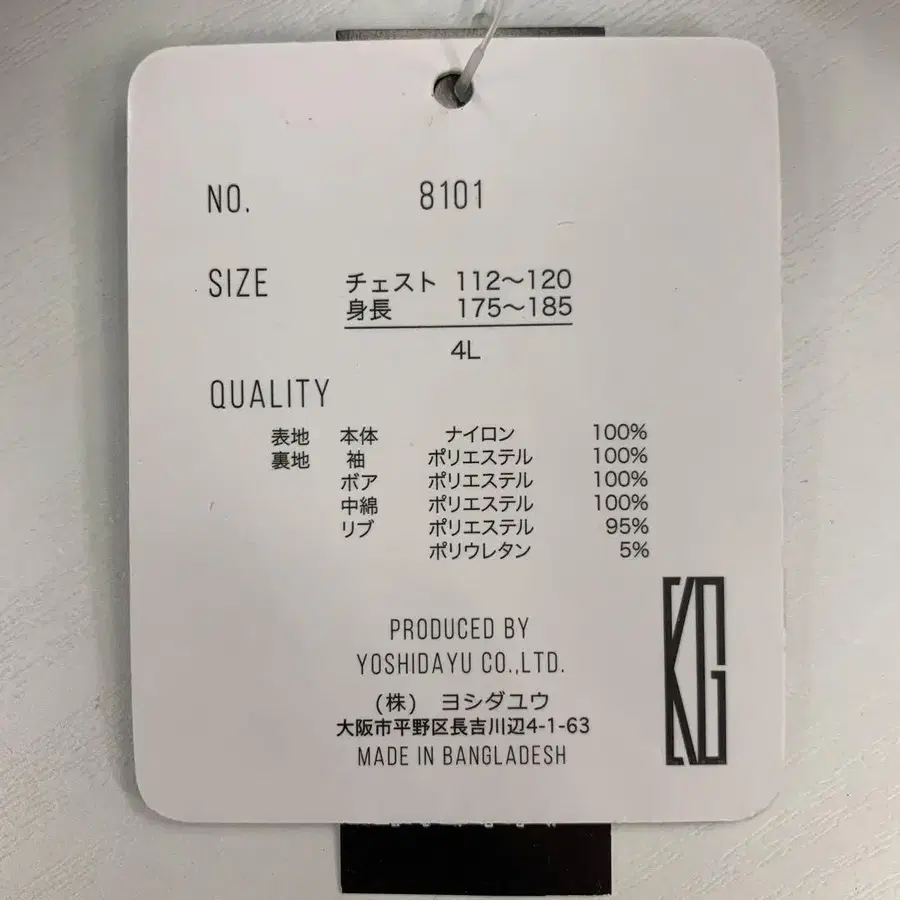 NO. 8101
SIZE チェスト 112〜120
身長 175〜185
4L
QUALITY
表地 本体 ナイロン 100%
裏地 袖 ポリエステル 100%
ボア ポリエステル 100%
中綿 ポリエステル 100%
リブ ポリエステル 95%
ポリウレタン 5%
KG
PRODUCED BY
YOSHIDAYU CO.,LTD.
(株) ヨシダユウ
大阪市平野区長吉川辺4-1-63
MADE IN BANGLADESH